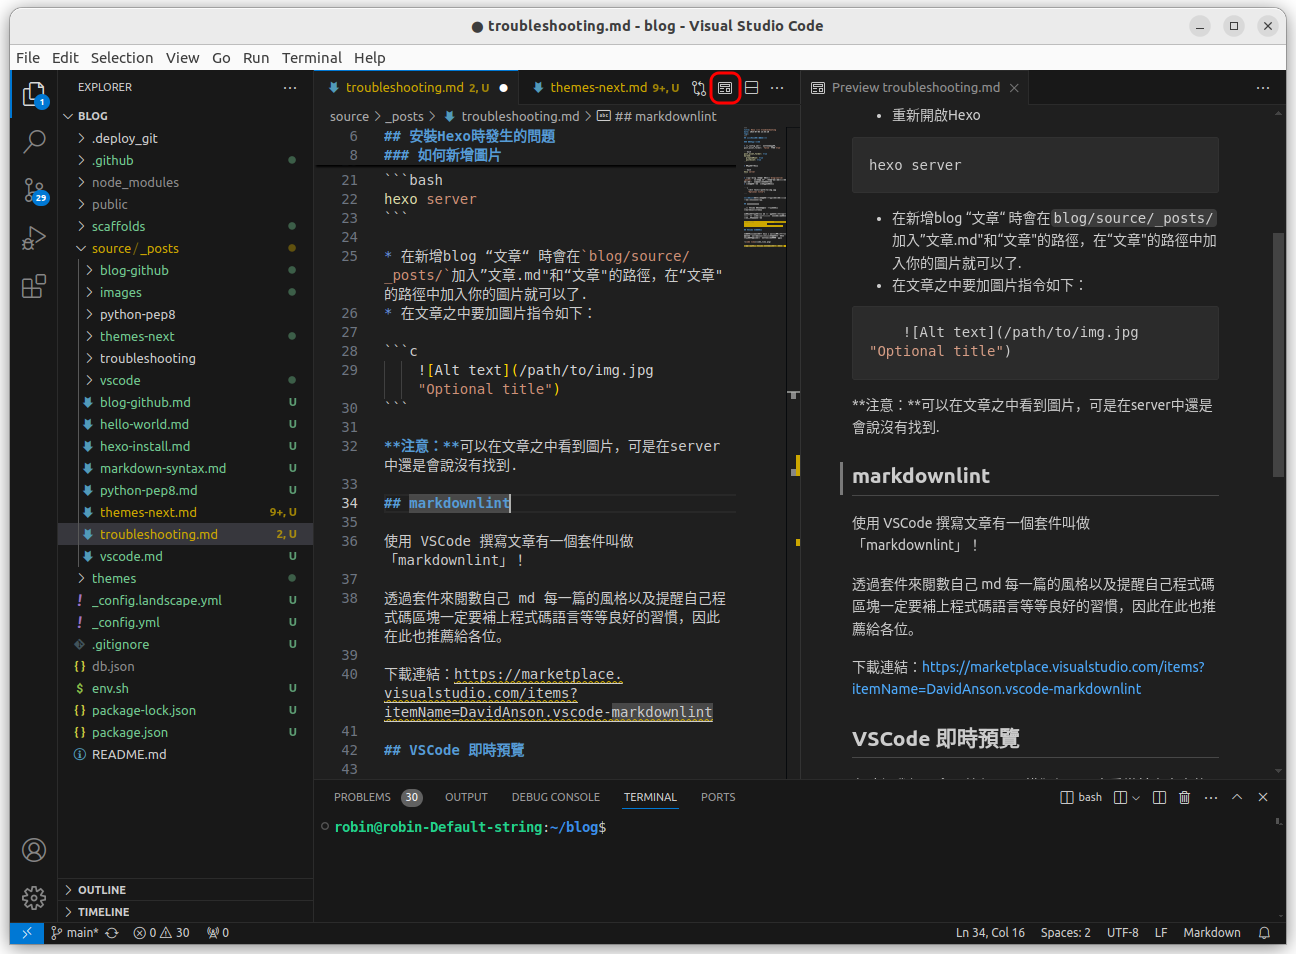 troubleshooting.md - blog - Visual Studio Code
File Edit Selection View Go Run Terminal Help
EXPLORER
BLOG
.deploy_git
.github
node_modules
public
scaffolds
source / _posts
blog-github
images
python-pep8
themes-next
troubleshooting
vscode
blog-github.md U
hello-world.md U
hexo-install.md U
markdown-syntax.md U
python-pep8.md U
themes-next.md 9+, U
troubleshooting.md 2, U
vscode.md U
themes
_config.landscape.yml U
_config.yml U
.gitignore U
db.json
env.sh U
package-lock.json U
package.json U
README.md
OUTLINE
TIMELINE
1
29
troubleshooting.md 2, U
themes-next.md 9+, U
source > _posts > troubleshooting.md > ## markdownlint
6 ## 安裝Hexo時發生的問題
8 ### 如何新增圖片
21 ```bash
22 hexo server
23 ```
24
25 * 在新增blog “文章“ 時會在`blog/source/
_posts/`加入”文章.md"和“文章"的路徑，在“文章"
的路徑中加入你的圖片就可以了.
26 * 在文章之中要加圖片指令如下：
27
28 ```c
29 ![Alt text](/path/to/img.jpg
"Optional title")
30 ```
31
32 **注意：**可以在文章之中看到圖片，可是在server
中還是會說沒有找到.
33
34 ## markdownlint
35
36 使用 VSCode 撰寫文章有一個套件叫做
「markdownlint」！
37
38 透過套件來閱數自己 md 每一篇的風格以及提醒自己程
式碼區塊一定要補上程式碼語言等等良好的習慣，因此
在此也推薦給各位。
39
40 下載連結：https://marketplace.
visualstudio.com/items?
itemName=DavidAnson.vscode-markdownlint
41
42 ## VSCode 即時預覽
43
Preview troubleshooting.md
• 重新開啟Hexo
hexo server
• 在新增blog “文章“ 時會在blog/source/_posts/
加入”文章.md"和“文章"的路徑，在“文章"的路徑中加
入你的圖片就可以了.
• 在文章之中要加圖片指令如下：
![Alt text](/path/to/img.jpg
"Optional title")
**注意：**可以在文章之中看到圖片，可是在server中還是
會說沒有找到.
markdownlint
使用 VSCode 撰寫文章有一個套件叫做
「markdownlint」！
透過套件來閱數自己 md 每一篇的風格以及提醒自己程式碼
區塊一定要補上程式碼語言等等良好的習慣，因此在此也推
薦給各位。
下載連結：https://marketplace.visualstudio.com/items?
itemName=DavidAnson.vscode-markdownlint
VSCode 即時預覽
PROBLEMS 30 OUTPUT DEBUG CONSOLE TERMINAL PORTS
bash
robin@robin-Default-string:~/blog$
main* 0 30 0
Ln 34, Col 16 Spaces: 2 UTF-8 LF Markdown